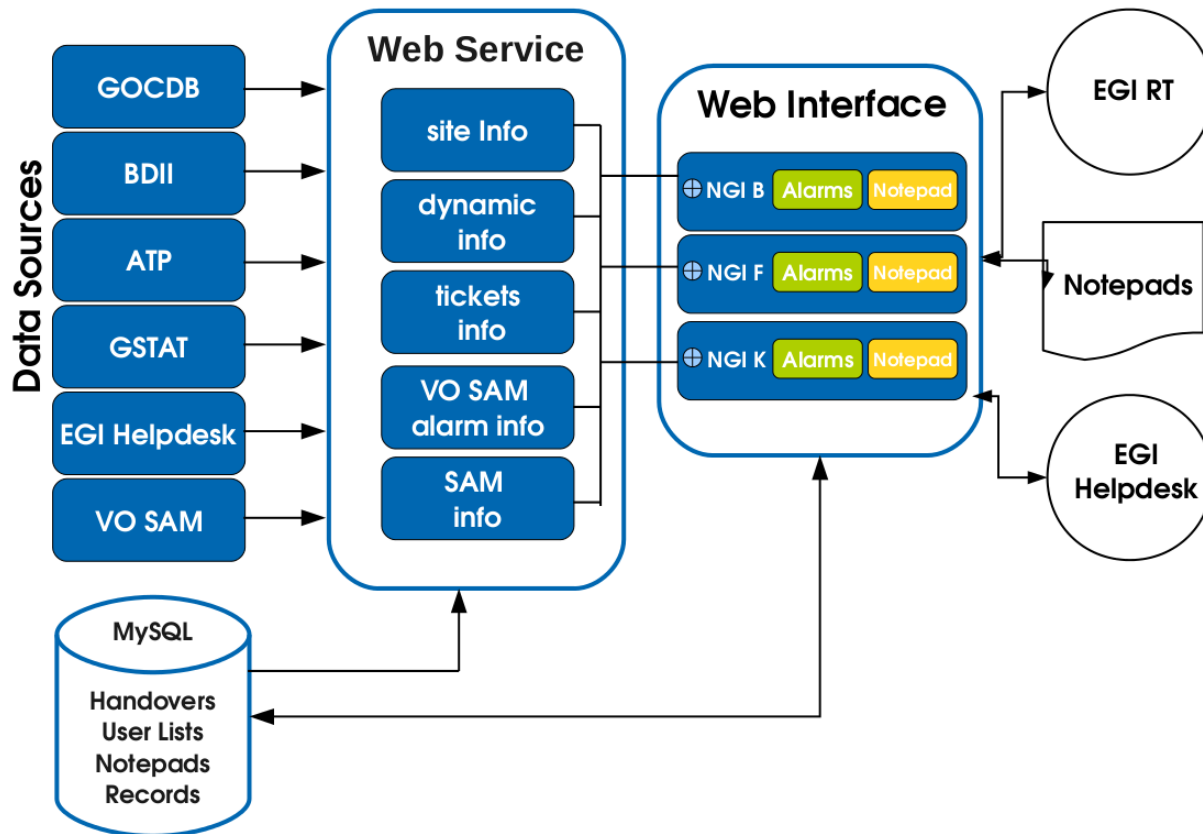 Data Sources
GOCDB
BDII
ATP
GSTAT
EGI Helpdesk
VO SAM
Web Service
site Info
dynamic
info
tickets
info
VO SAM
alarm info
SAM
info
Web Interface
NGI B Alarms Notepad
NGI F Alarms Notepad
NGI K Alarms Notepad
EGI RT
Notepads
EGI
Helpdesk
MySQL
Handovers
User Lists
Notepads
Records